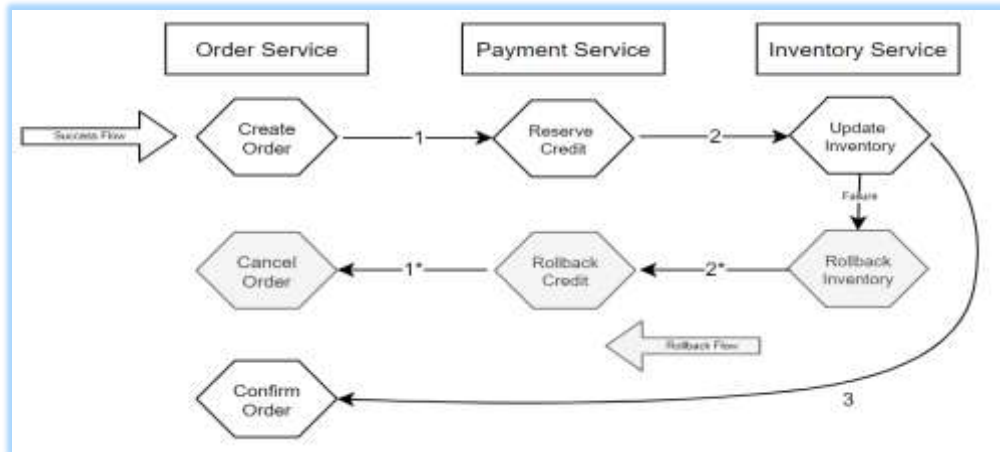 Order Service
Payment Service
Inventory Service
Success Flow
Create
Order
1
Reserve
Credit
2
Update
Inventory
Failure
Cancel
Order
1*
Rollback
Credit
2*
Rollback
Inventory
Rollback Flow
Confirm
Order
3